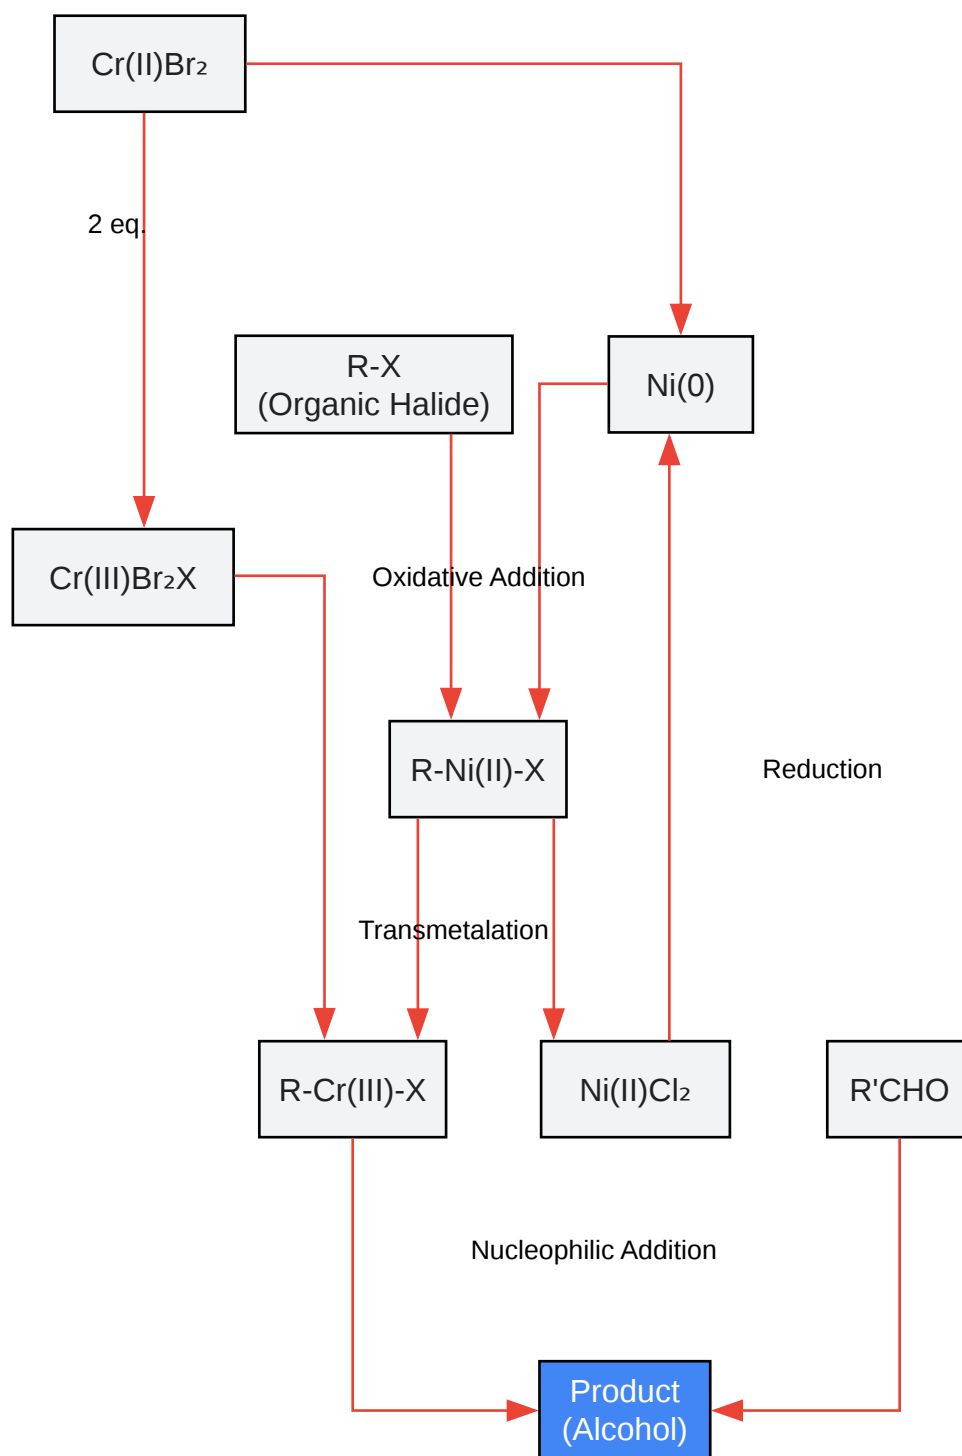 Cr(II)Br₂
2 eq.
R-X
(Organic Halide)
Ni(0)
Cr(III)Br₂X
Oxidative Addition
R-Ni(II)-X
Reduction
Transmetalation
R-Cr(III)-X
Ni(II)Cl₂
R'CHO
Nucleophilic Addition
Product
(Alcohol)